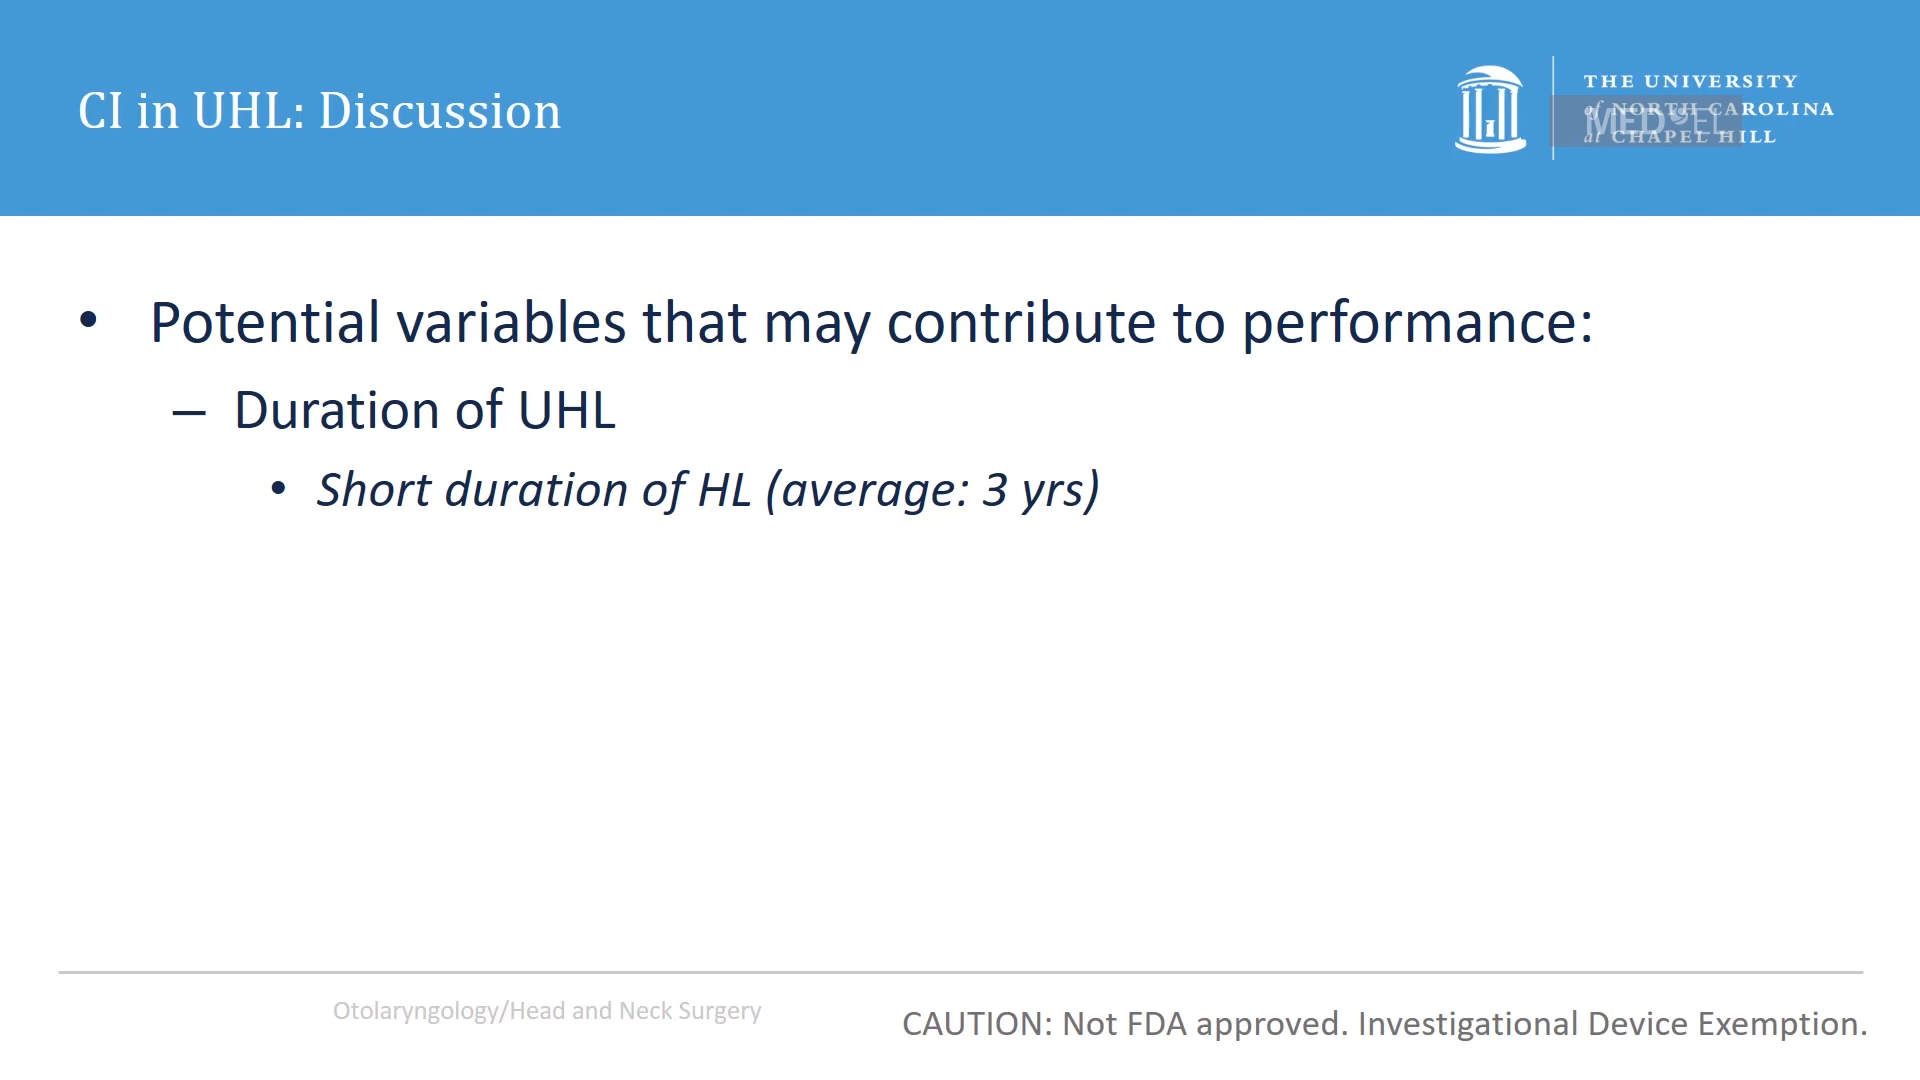 CI in UHL: Discussion
THE UNIVERSITY
of NORTH CAROLINA
at CHAPEL HILL
MED EL
• Potential variables that may contribute to performance:
– Duration of UHL
• Short duration of HL (average: 3 yrs)
Otolaryngology/Head and Neck Surgery
CAUTION: Not FDA approved. Investigational Device Exemption.